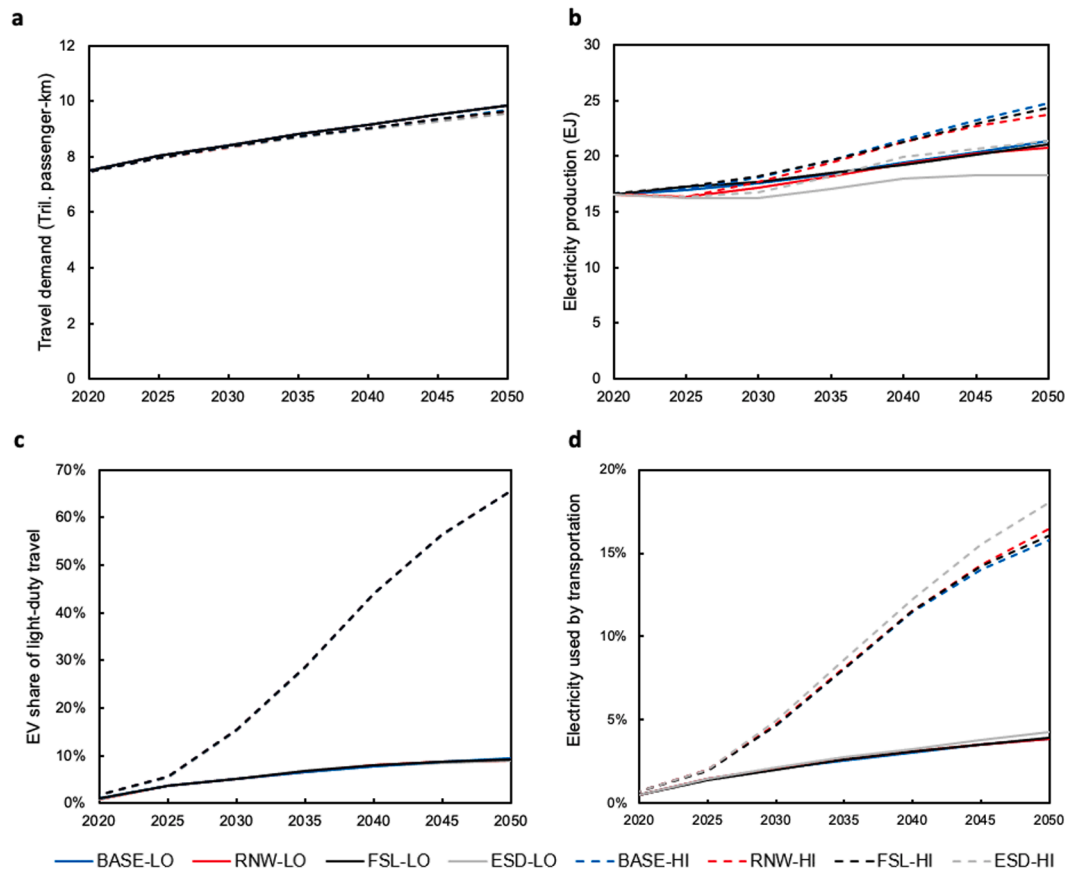 a
Travel demand (Tril. passenger-km)
12
10
8
6
4
2
0
2020 2025 2030 2035 2040 2045 2050
b
Electricity production (EJ)
30
25
20
15
10
5
0
2020 2025 2030 2035 2040 2045 2050
c
EV share of light-duty travel
70%
60%
50%
40%
30%
20%
10%
0%
2020 2025 2030 2035 2040 2045 2050
d
Electricity used by transportation
20%
15%
10%
5%
0%
2020 2025 2030 2035 2040 2045 2050
BASE-LO RNW-LO FSL-LO ESD-LO BASE-HI RNW-HI FSL-HI ESD-HI